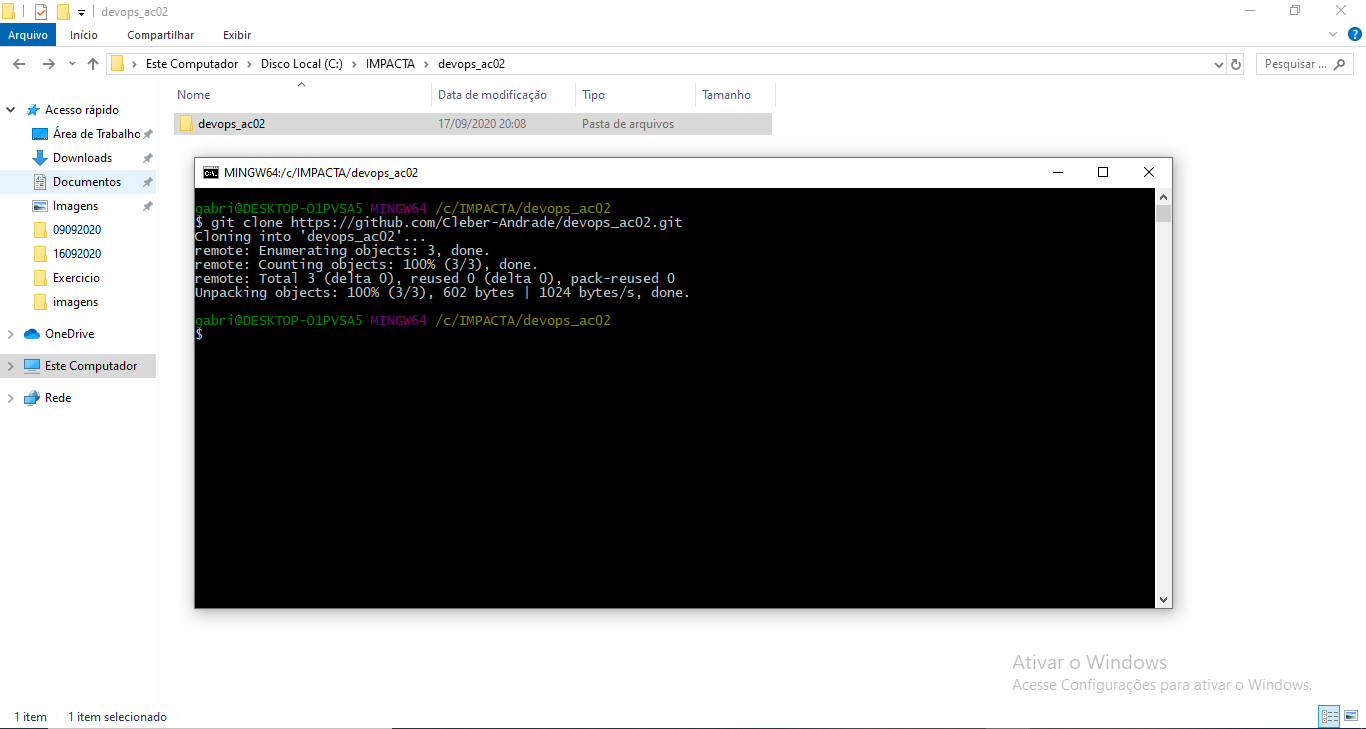 devops_ac02
Arquivo Início Compartilhar Exibir
Este Computador Disco Local (C:) IMPACTA devops_ac02
Pesquisar ...
Nome Data de modificação Tipo Tamanho
devops_ac02 17/09/2020 20:08 Pasta de arquivos
Acesso rápido
Área de Trabalho
Downloads
Documentos
Imagens
09092020
16092020
Exercicio
imagens
OneDrive
Este Computador
Rede
MINGW64:/c/IMPACTA/devops_ac02
gabri@DESKTOP-O1PVSA5 MINGW64 /c/IMPACTA/devops_ac02
$ git clone https://github.com/Cleber-Andrade/devops_ac02.git
Cloning into 'devops_ac02'...
remote: Enumerating objects: 3, done.
remote: Counting objects: 100% (3/3), done.
remote: Total 3 (delta 0), reused 0 (delta 0), pack-reused 0
Unpacking objects: 100% (3/3), 602 bytes | 1024 bytes/s, done.
gabri@DESKTOP-O1PVSA5 MINGW64 /c/IMPACTA/devops_ac02
$
Ativar o Windows
Acesse Configurações para ativar o Windows.
1 item 1 item selecionado